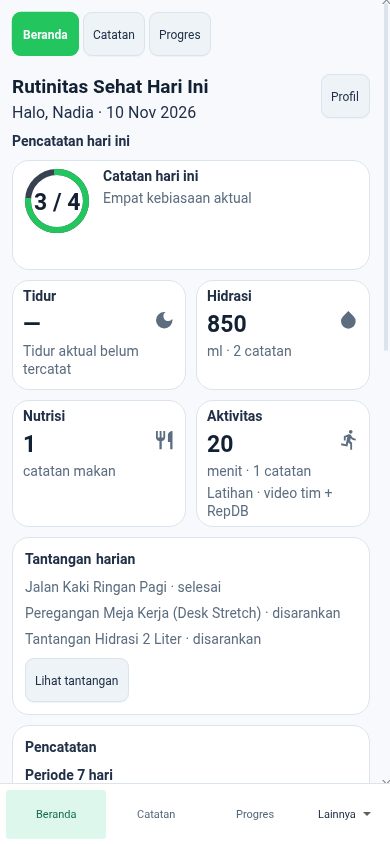 Beranda
Catatan
Progres
Rutinitas Sehat Hari Ini
Halo, Nadia · 10 Nov 2026
Profil
Pencatatan hari ini
3 / 4
Catatan hari ini
Empat kebiasaan aktual
Tidur
—
Tidur aktual belum
tercatat
Hidrasi
850
ml · 2 catatan
Nutrisi
1
catatan makan
Aktivitas
20
menit · 1 catatan
Latihan · video tim +
RepDB
Tantangan harian
Jalan Kaki Ringan Pagi · selesai
Peregangan Meja Kerja (Desk Stretch) · disarankan
Tantangan Hidrasi 2 Liter · disarankan
Lihat tantangan
Pencatatan
Periode 7 hari
Beranda
Catatan
Progres
Lainnya